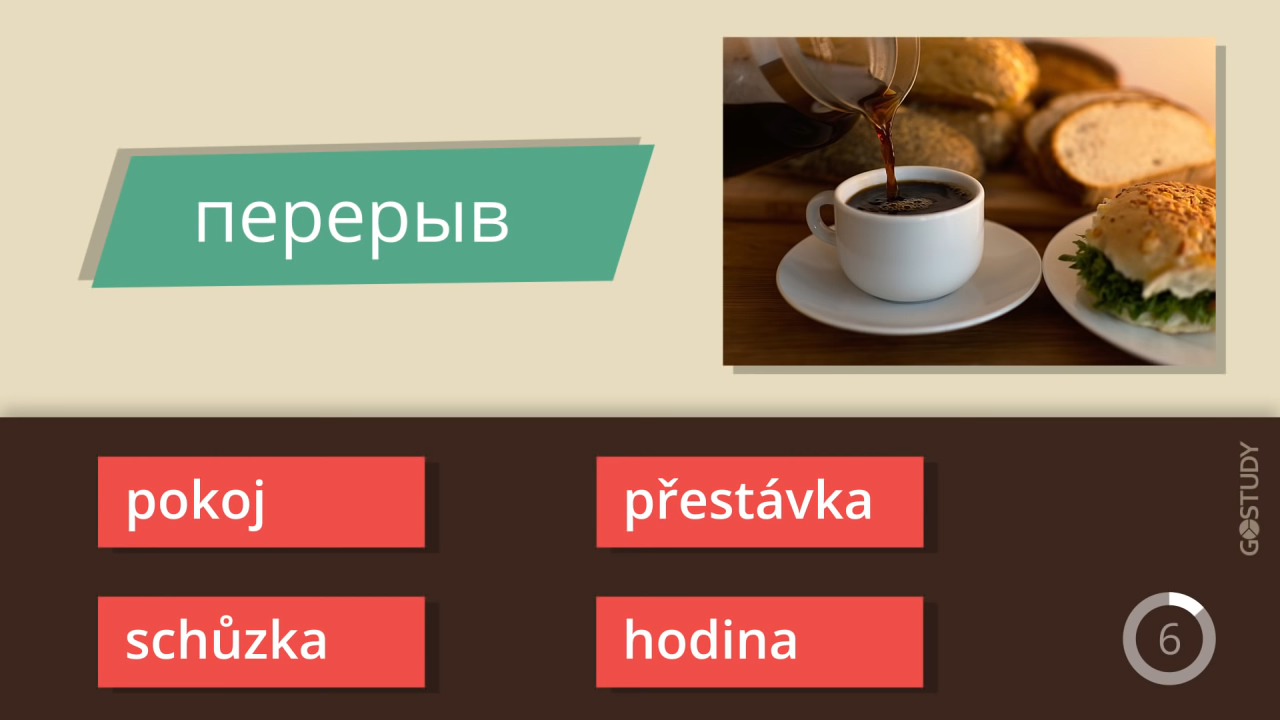 перерыв
pokoj
přestávka
schůzka
hodina
6
GOSTUDY